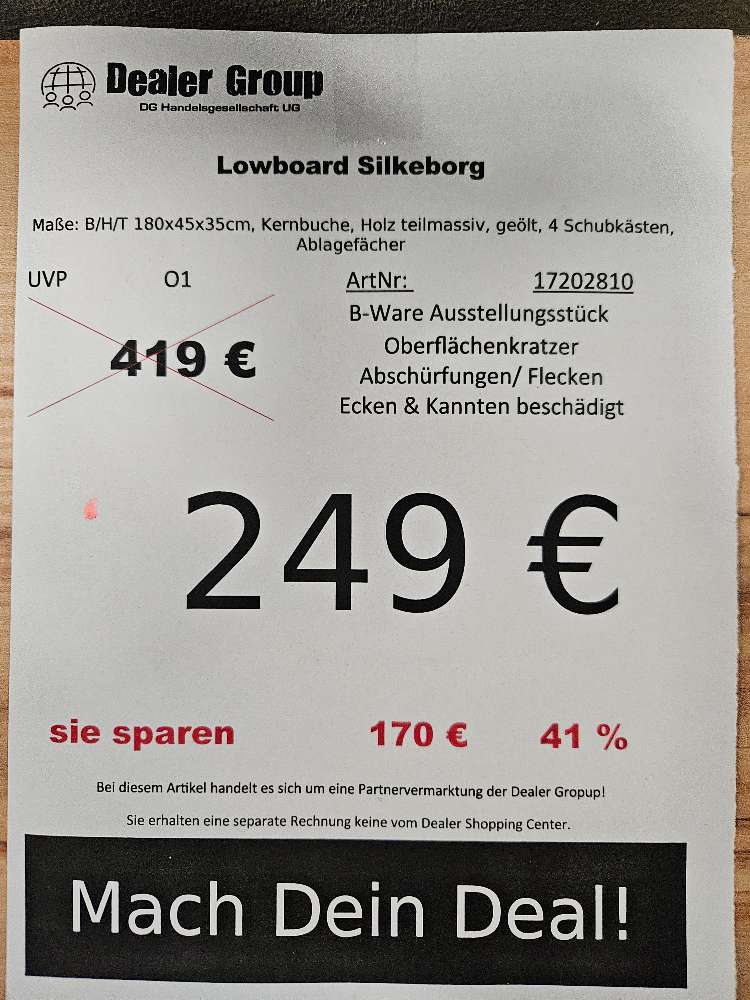 Dealer Group
DG Handelsgesellschaft UG
Lowboard Silkeborg
Maße: B/H/T 180x45x35cm, Kernbuche, Holz teilmassiv, geölt, 4 Schubkästen,
Ablagefächer
UVP O1 ArtNr: 17202810
B-Ware Ausstellungsstück
419 € Oberflächenkratzer
Abschürfungen/ Flecken
Ecken & Kannten beschädigt
249 €
sie sparen 170 € 41 %
Bei diesem Artikel handelt es sich um eine Partnervermarktung der Dealer Gropup!
Sie erhalten eine separate Rechnung keine vom Dealer Shopping Center.
Mach Dein Deal!